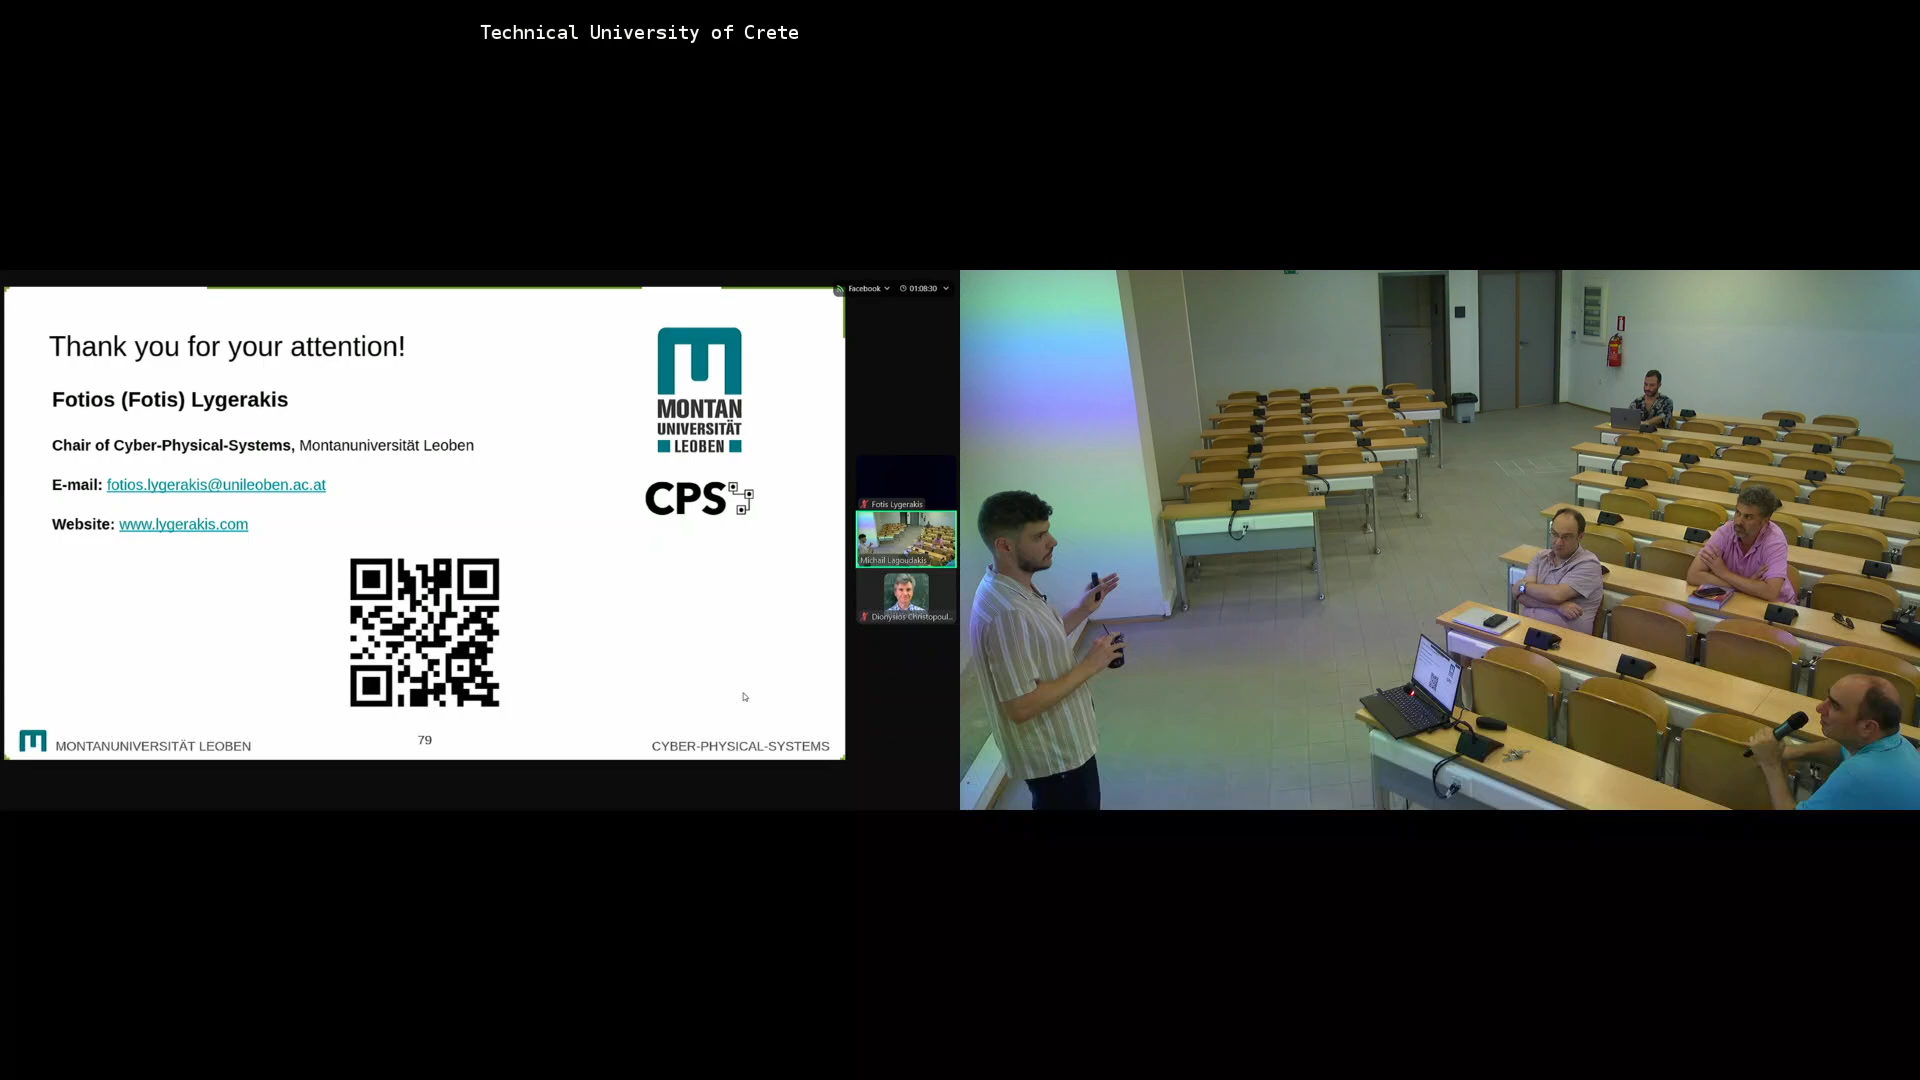 Technical University of Crete
Facebook
01:08:30
Thank you for your attention!
Fotios (Fotis) Lygerakis
Chair of Cyber-Physical-Systems, Montanuniversität Leoben
E-mail: fotios.lygerakis@unileoben.ac.at
Website: www.lygerakis.com
MONTAN
UNIVERSITÄT
LEOBEN
CPS
Fotis Lygerakis
Michail Lagoudakis
Dionysios Christopoul...
MONTANUNIVERSITÄT LEOBEN
79
CYBER-PHYSICAL-SYSTEMS